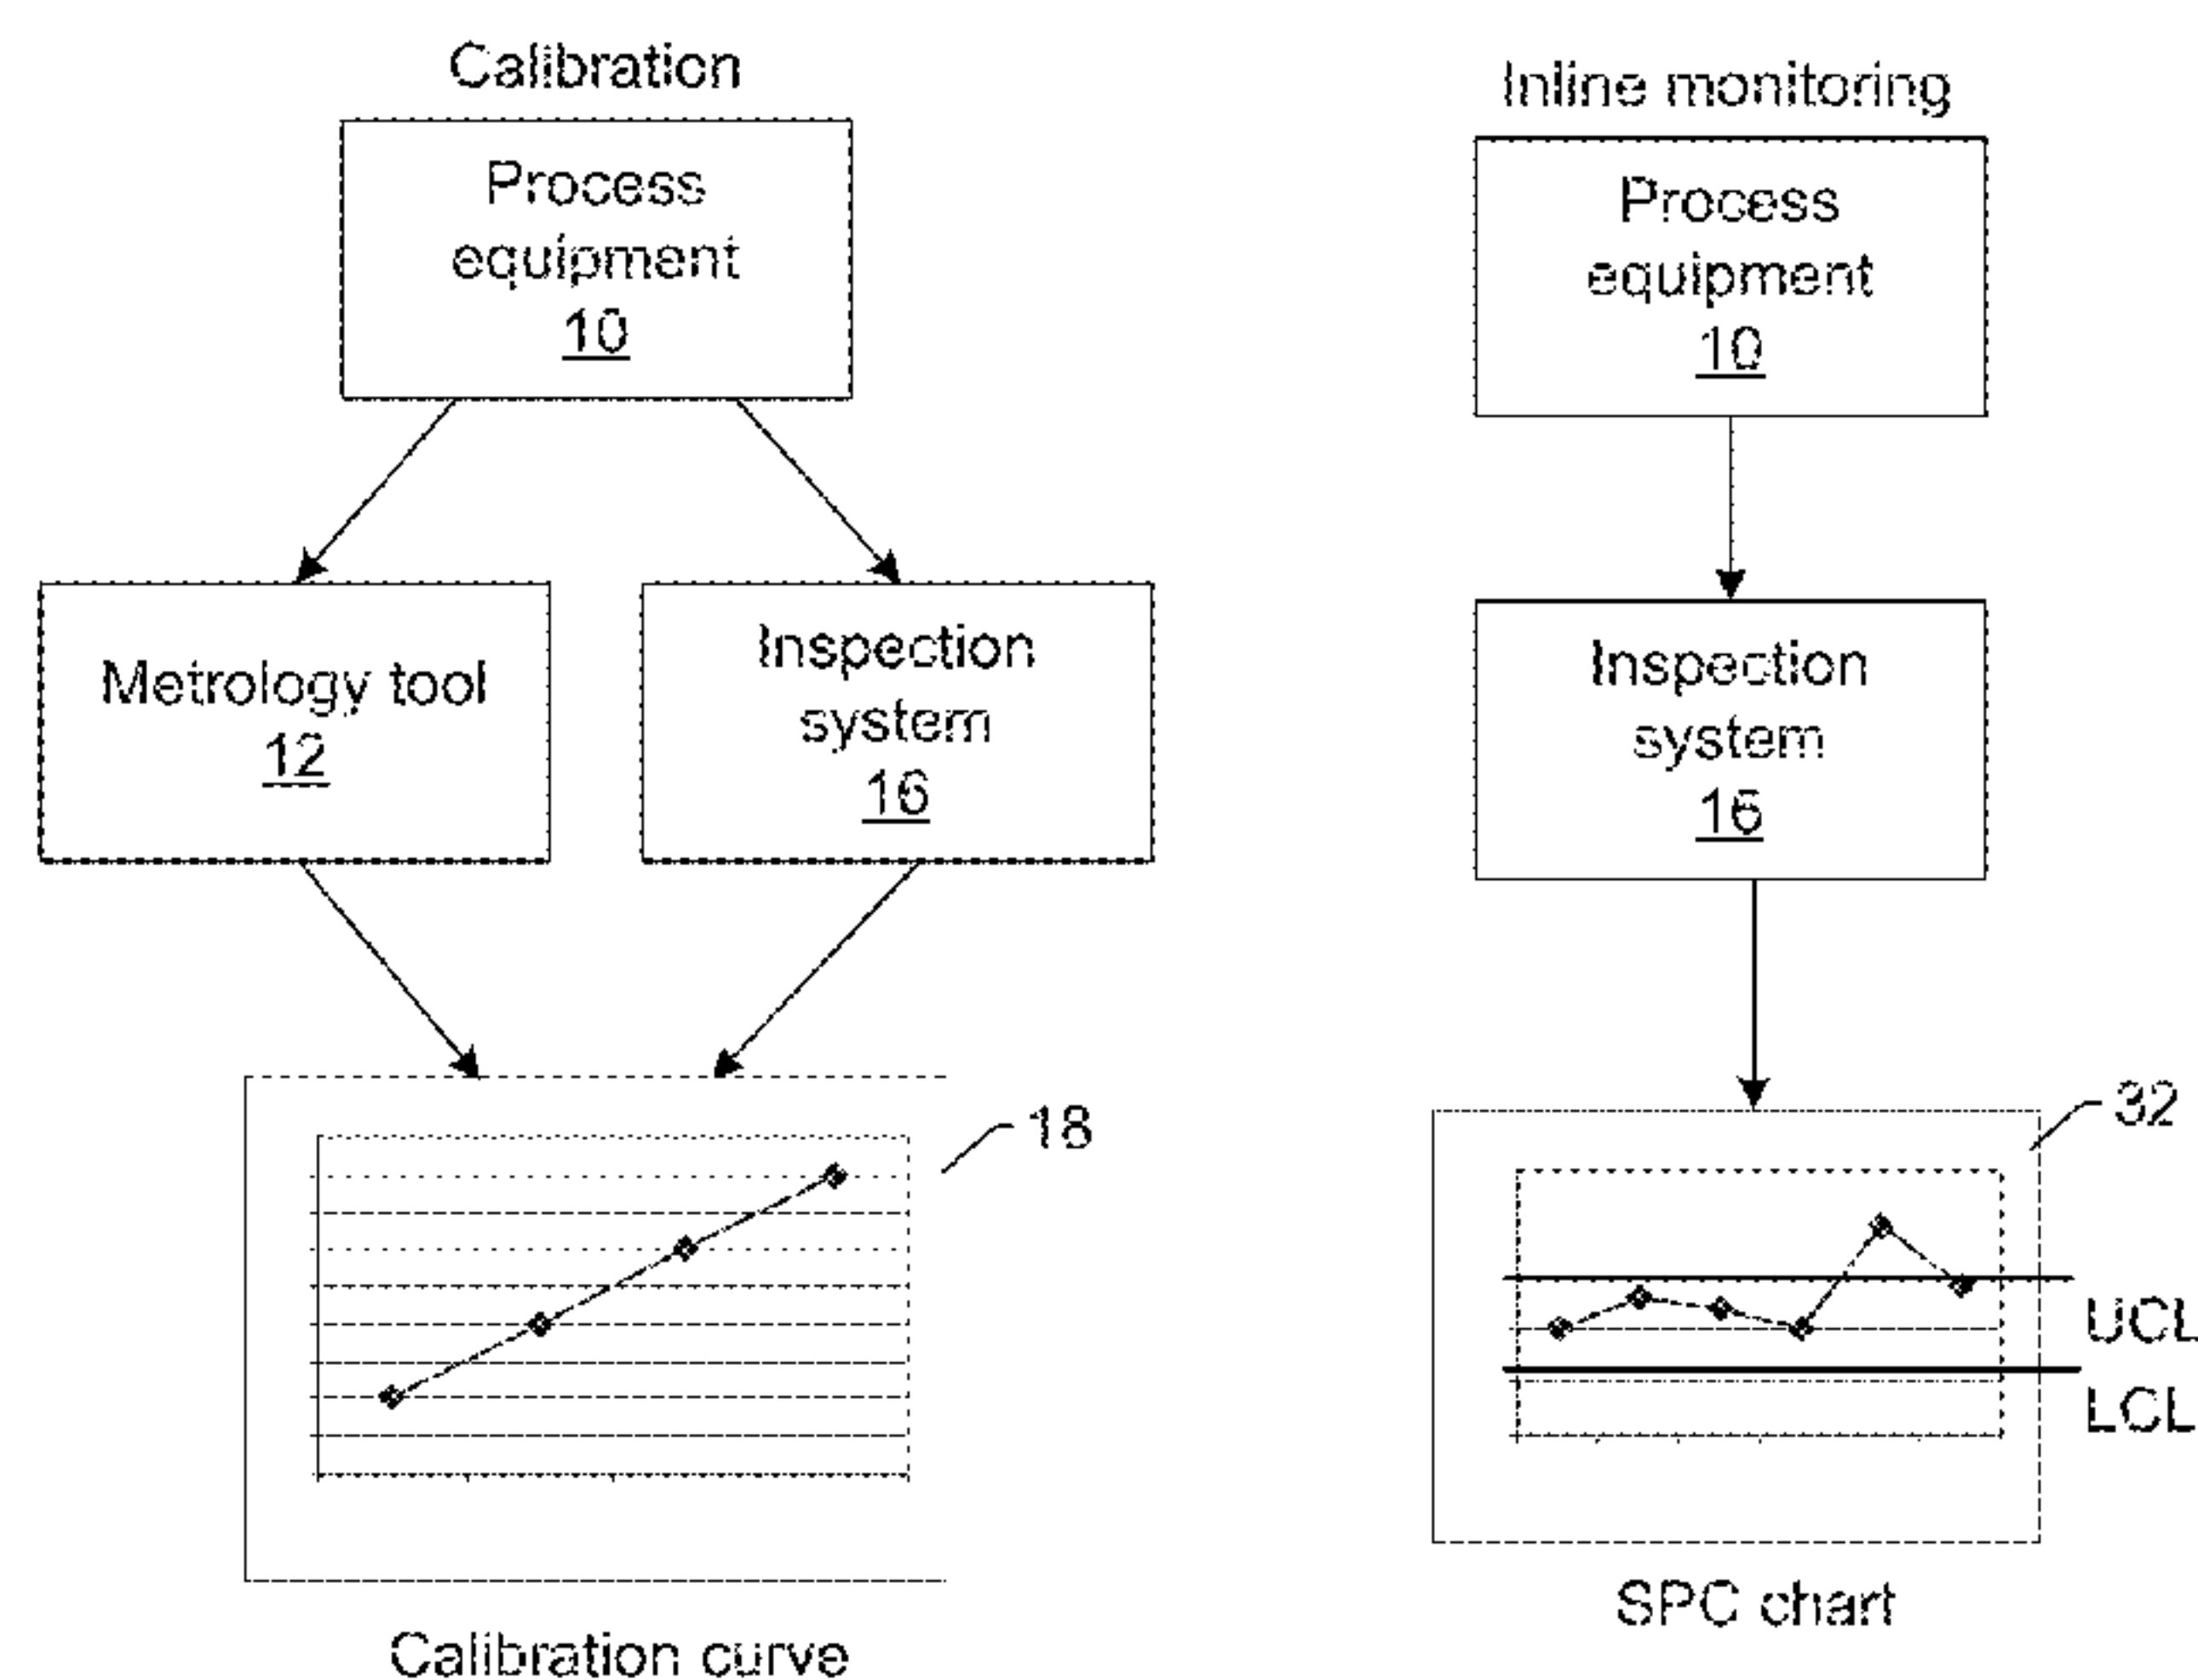 Calibration
Process
equipment
10
Metrology tool
12
Inspection
system
16
18
Calibration curve
Inline monitoring
Process
equipment
10
Inspection
system
16
32
UCL
LCL
SPC chart